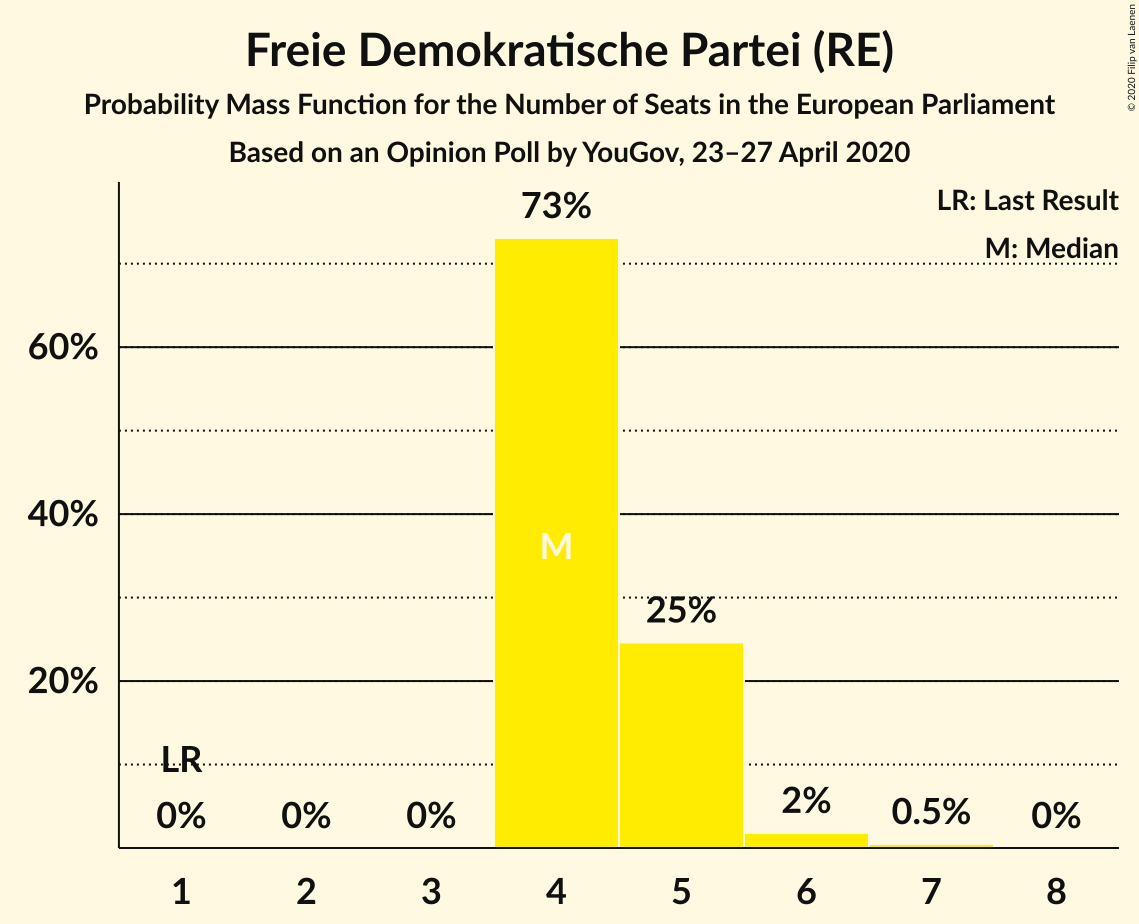 Freie Demokratische Partei (RE)
Probability Mass Function for the Number of Seats in the European Parliament
Based on an Opinion Poll by YouGov, 23–27 April 2020
© 2020 Filip van Laenen
LR: Last Result
M: Median
73%
60%
40%
M
25%
20%
LR
0%
0%
0%
2%
0.5%
0%
1
2
3
4
5
6
7
8